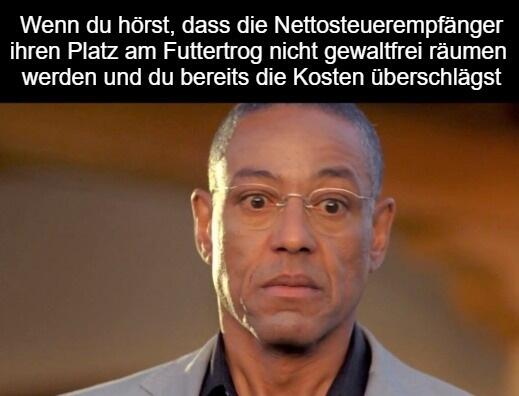 Wenn du hörst, dass die Nettosteuerempfänger
ihren Platz am Futtertrog nicht gewaltfrei räumen
werden und du bereits die Kosten überschlägst